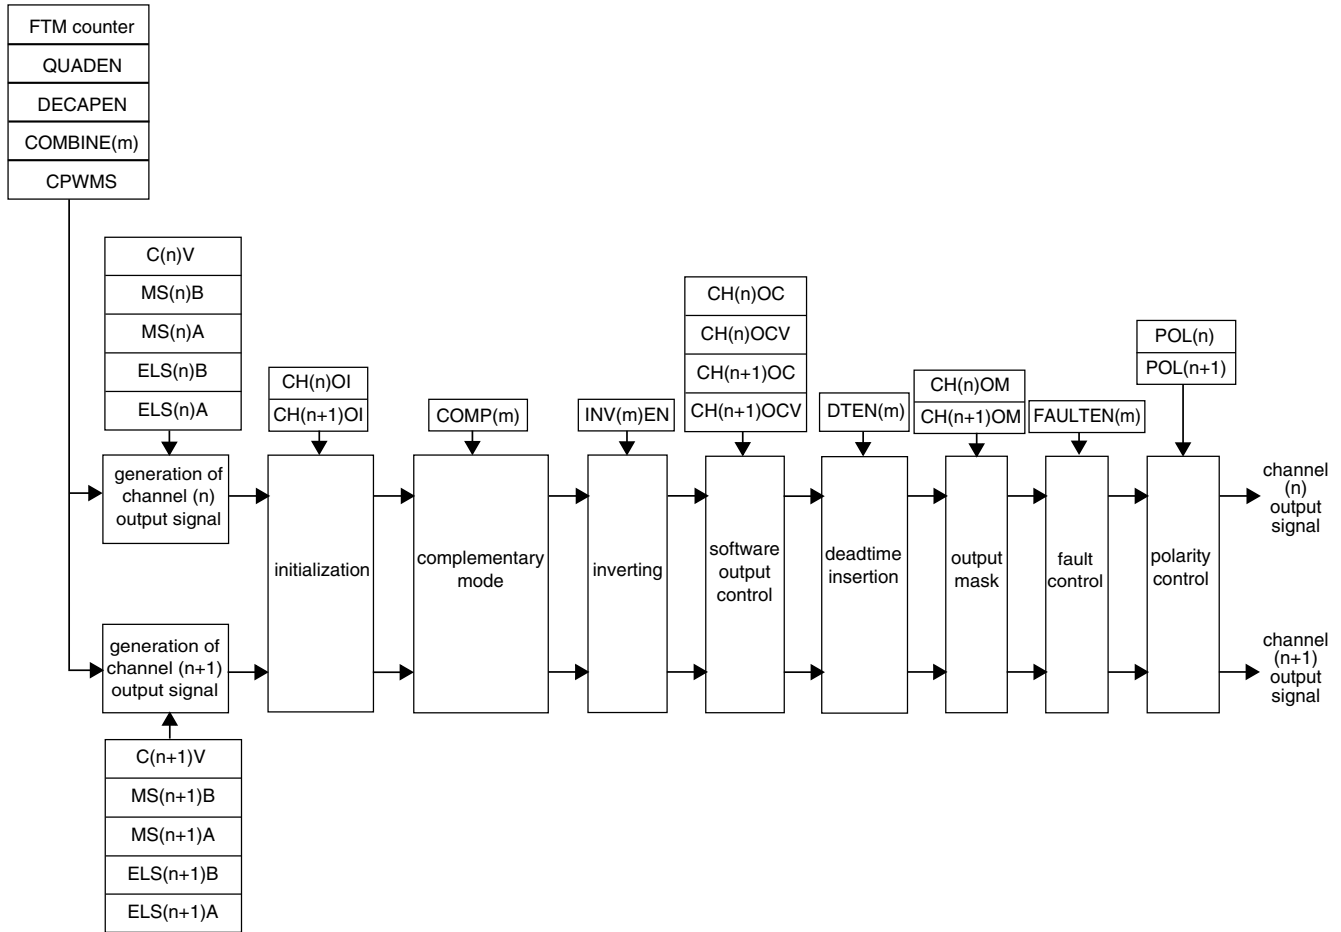 FTM counter
QUADEN
DECAPEN
COMBINE(m)
CPWMS
C(n)V
MS(n)B
MS(n)A
ELS(n)B
ELS(n)A
CH(n)OI
CH(n+1)OI
COMP(m)
INV(m)EN
CH(n)OC
CH(n)OCV
CH(n+1)OC
CH(n+1)OCV
DTEN(m)
CH(n)OM
CH(n+1)OM
FAULTEN(m)
POL(n)
POL(n+1)
generation of
channel (n)
output signal
initialization
complementary
mode
inverting
software
output
control
deadtime
insertion
output
mask
fault
control
polarity
control
channel
(n)
output
signal
generation of
channel (n+1)
output signal
channel
(n+1)
output
signal
C(n+1)V
MS(n+1)B
MS(n+1)A
ELS(n+1)B
ELS(n+1)A